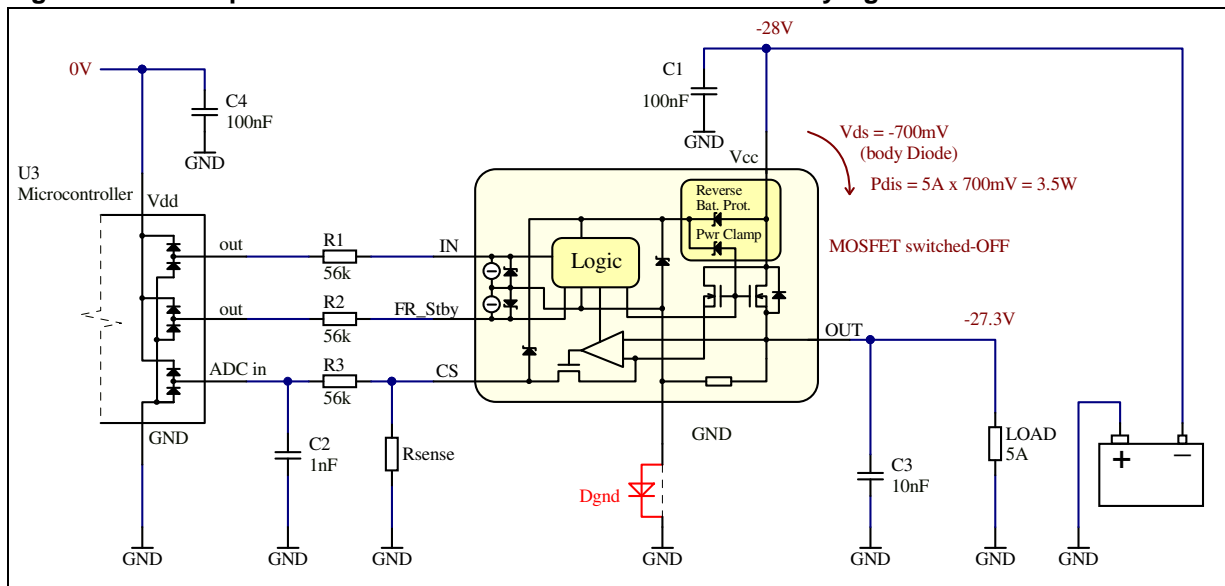 -28V
0V
C1
100nF
GND
C4
100nF
GND
Vds = -700mV
(body Diode)
Pdis = 5A x 700mV = 3.5W
MOSFET switched-OFF
U3
Microcontroller
Vdd
Vcc
Reverse
Bat. Prot.
Pwr Clamp
out
R1
56k
IN
Logic
out
R2
56k
FR_Stby
OUT
-27.3V
ADC in
R3
56k
CS
GND
GND
C2
1nF
Rsense
Dgnd
C3
10nF
LOAD
5A
+
−
GND
GND
GND
GND
GND
GND
GND